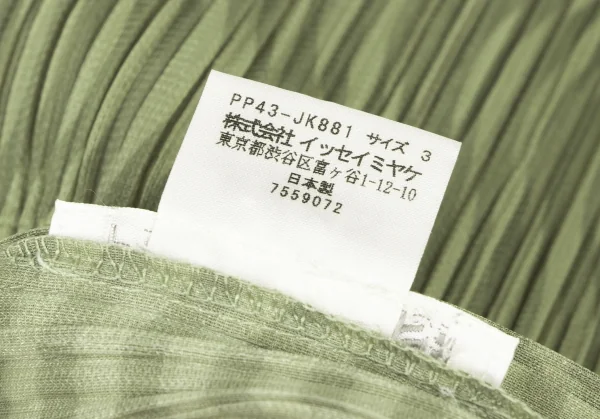 PP43-JK881 サイズ 3
株式会社 イッセイミヤケ
東京都渋谷区富ヶ谷1-12-10
日本製
7559072